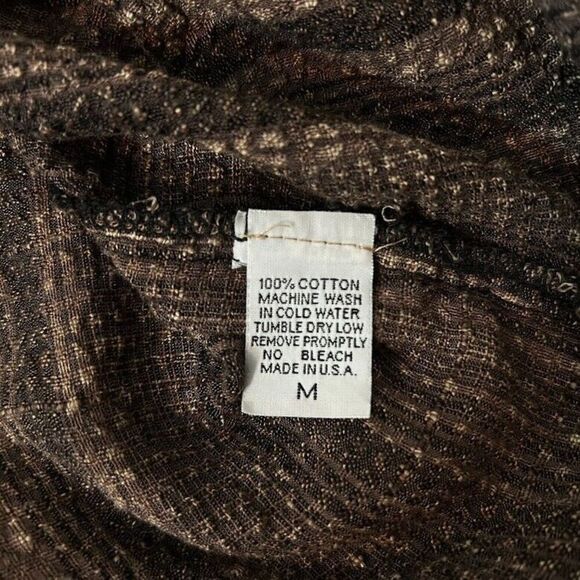 100% COTTON
MACHINE WASH
IN COLD WATER
TUMBLE DRY LOW
REMOVE PROMPTLY
NO BLEACH
MADE IN U.S.A.
M